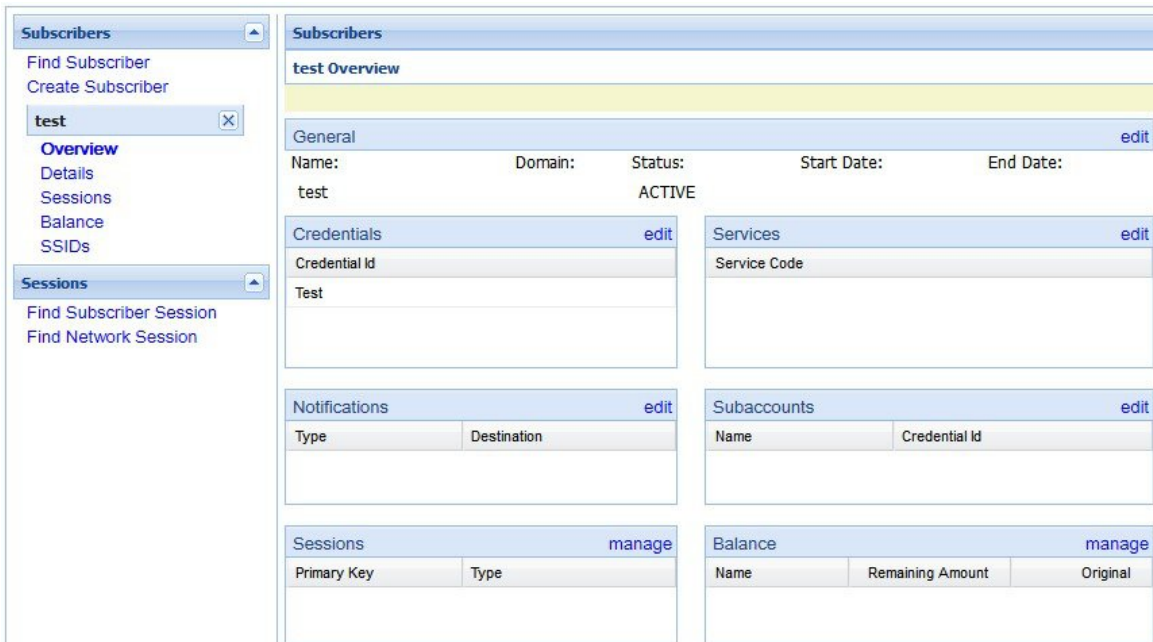 Subscribers
Find Subscriber
Create Subscriber
test
Overview
Details
Sessions
Balance
SSIDs
Sessions
Find Subscriber Session
Find Network Session
Subscribers
test Overview
General edit
Name: Domain: Status: Start Date: End Date:
test ACTIVE
Credentials edit
Credential Id
Test
Services edit
Service Code
Notifications edit
Type Destination
Subaccounts edit
Name Credential Id
Sessions manage
Primary Key Type
Balance manage
Name Remaining Amount Original